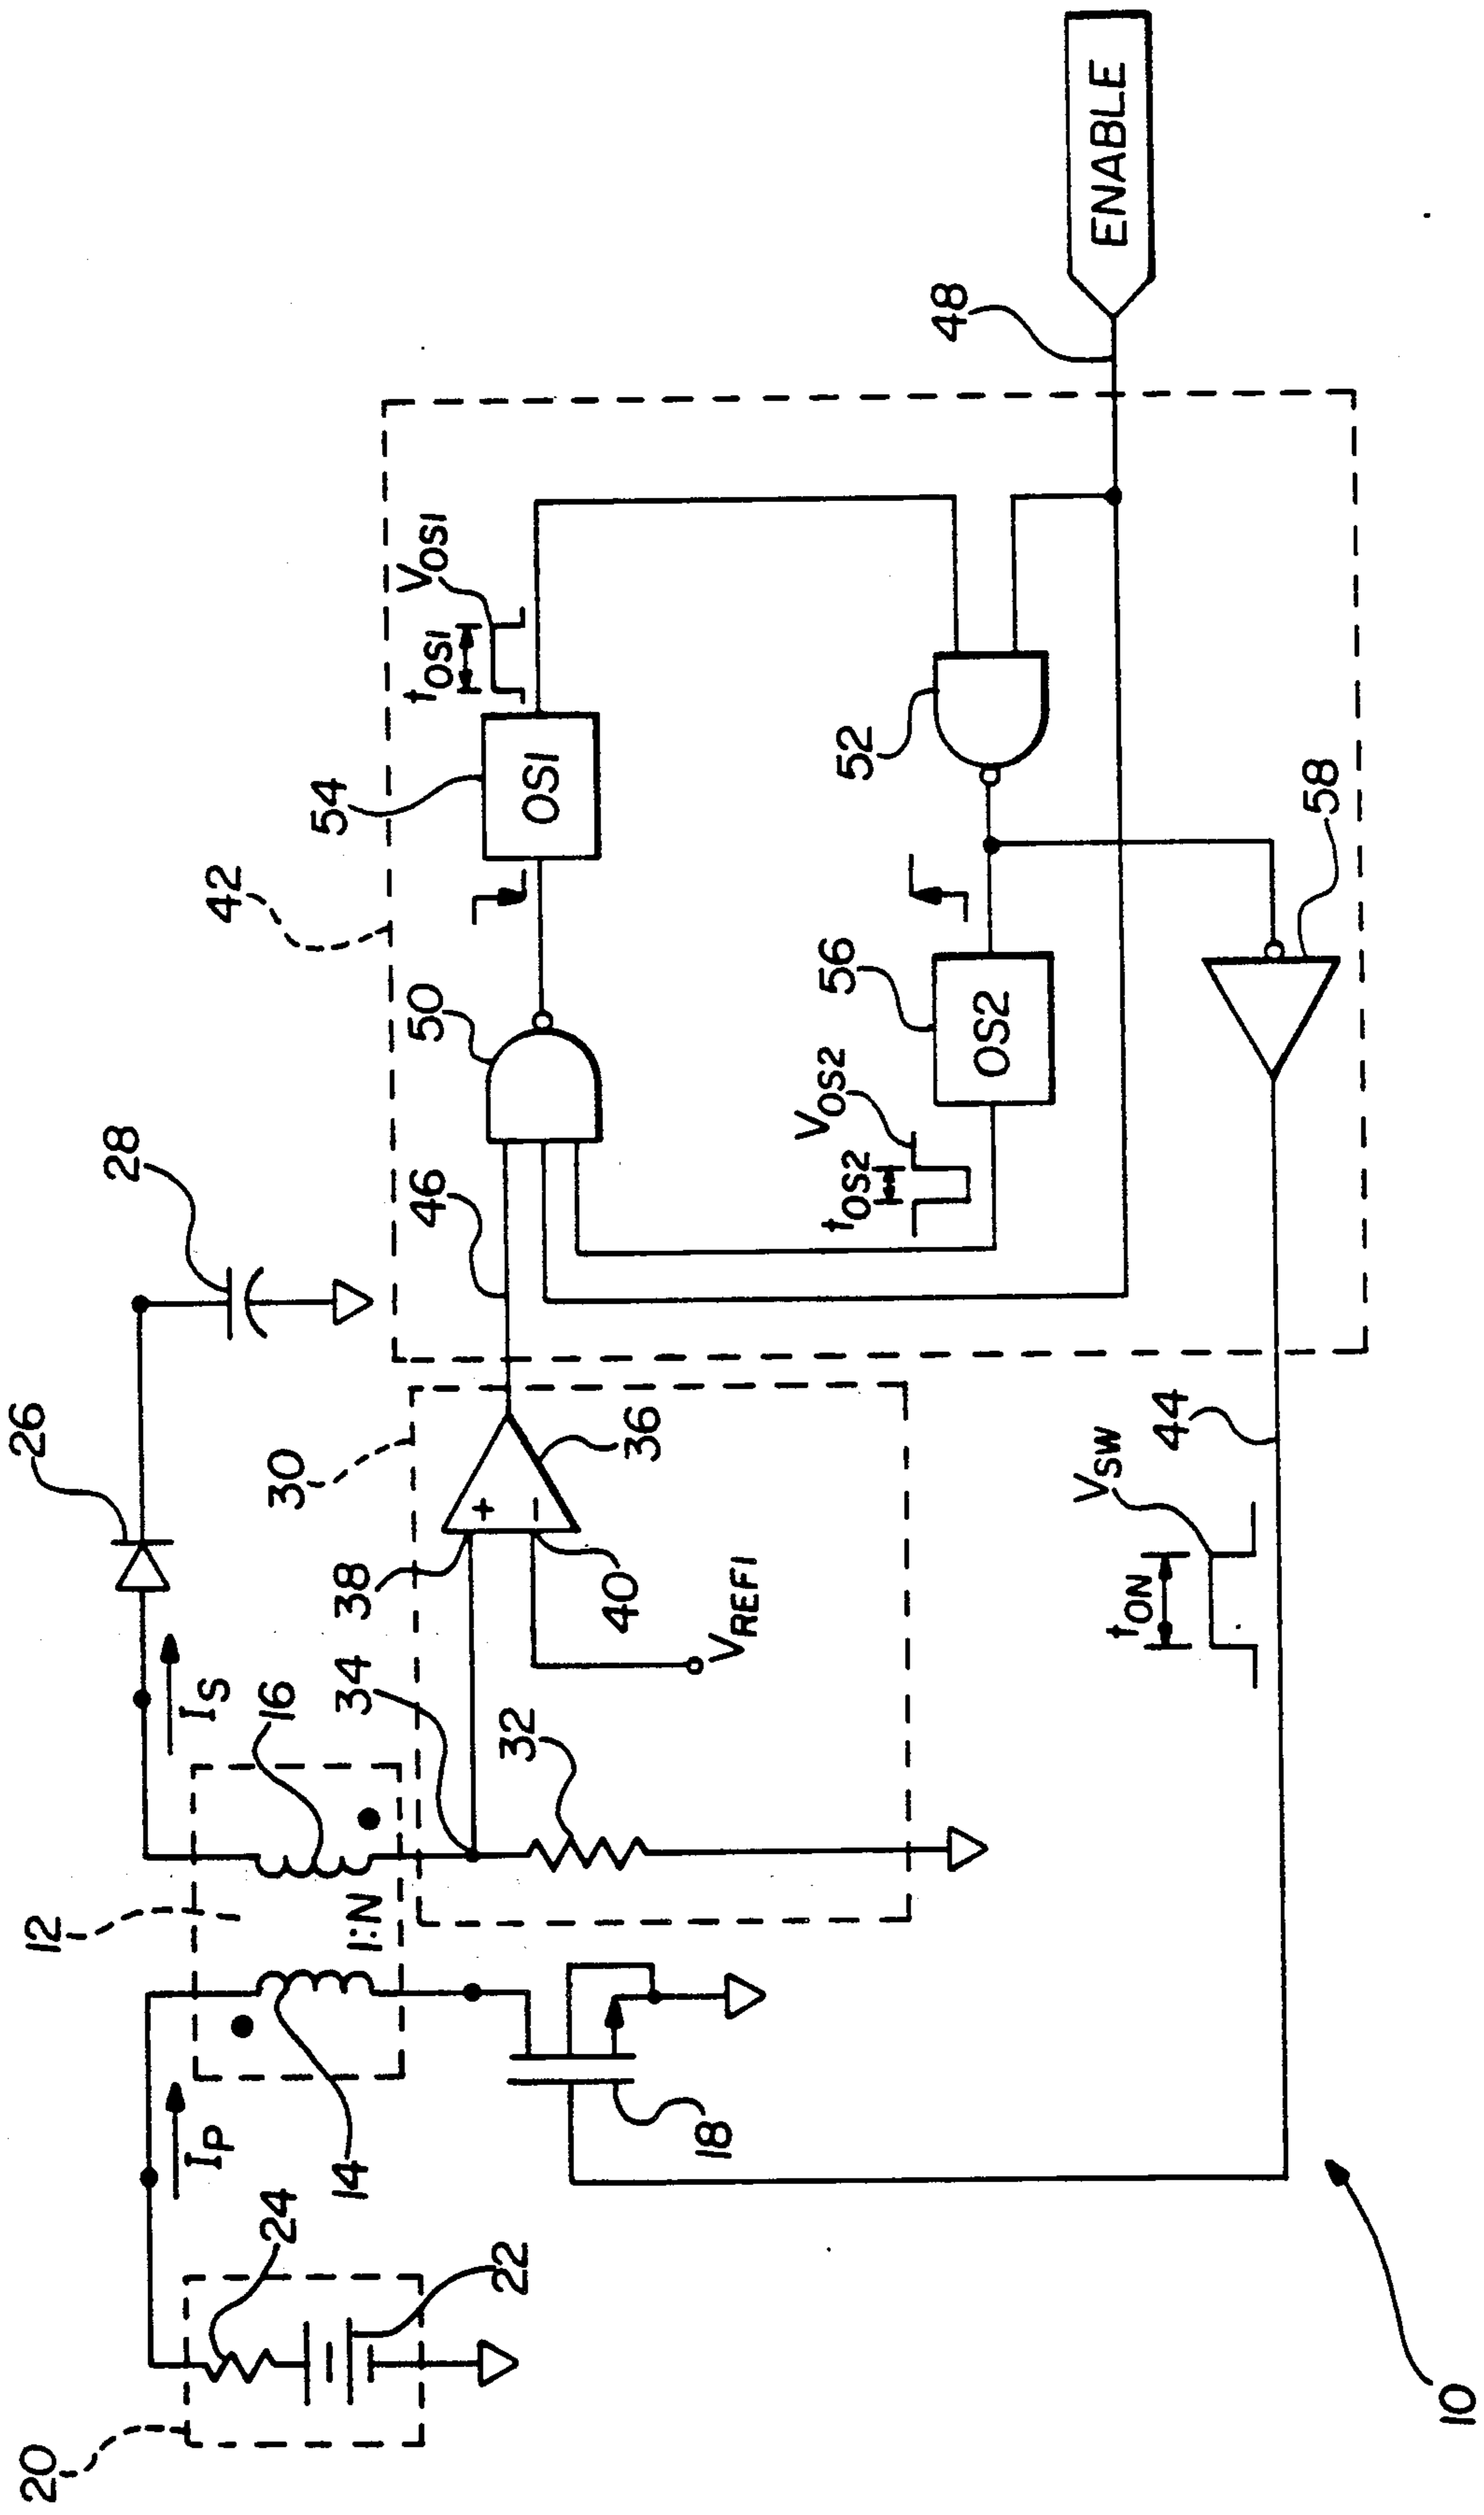 20
24
22
I_P
14
12
1:N
16
I_S
26
28
18
34
38
32
30
+
−
36
40
V_REF1
46
42
50
54
OS1
t_OS1
V_OS1
t_OS2
V_OS2
56
OS2
52
48
ENABLE
58
t_ON
V_SW
44
10